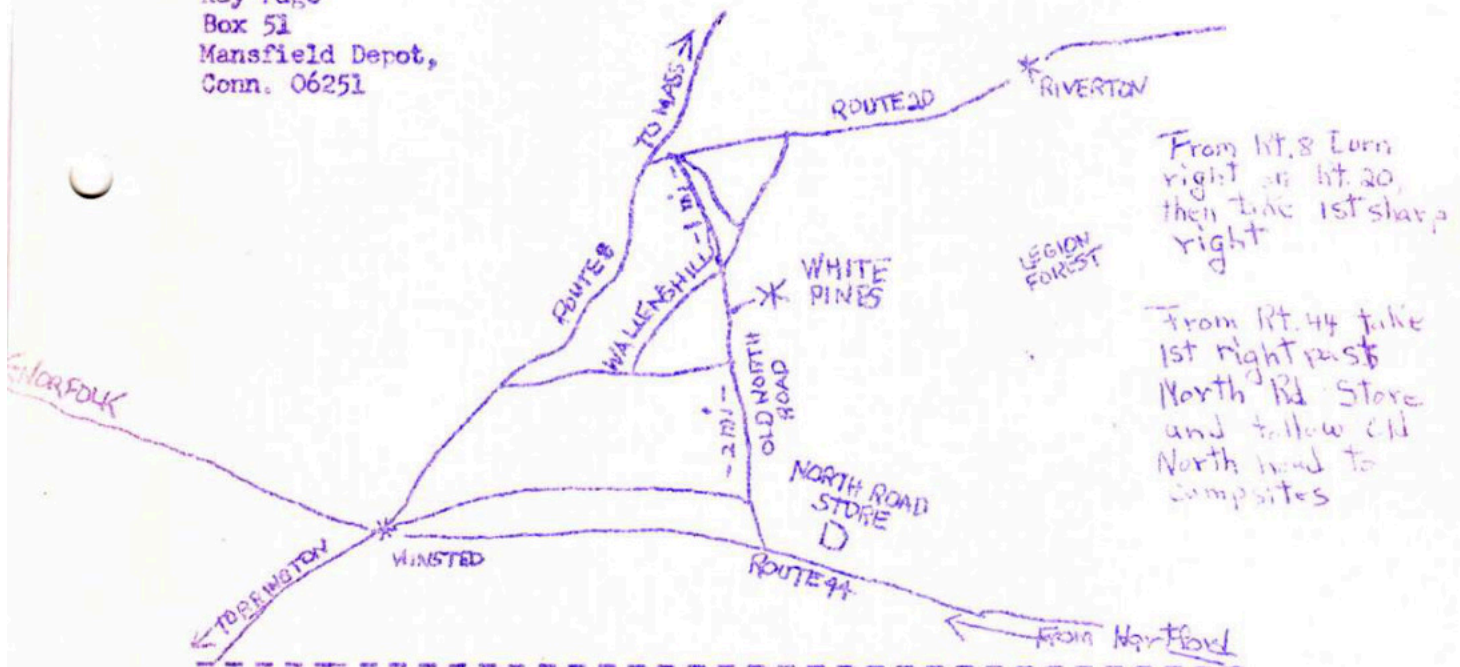 Box 51
Mansfield Depot,
Conn. 06251
TO MASS
ROUTE 20
RIVERTON
From Rt. 8 turn
right on Rt. 20,
then take 1st sharp
right
- 1 mi -
LEGION
FOREST
WHITE
PINES
ROUTE 8
WALLENS HILL
From Rt. 44 take
1st right past
North Rd Store
and follow Old
North Road to
campsites
NORFOLK
OLD NORTH
ROAD
- 2 mi -
NORTH ROAD
STORE
WINSTED
ROUTE 44
TORRINGTON
From Hartford